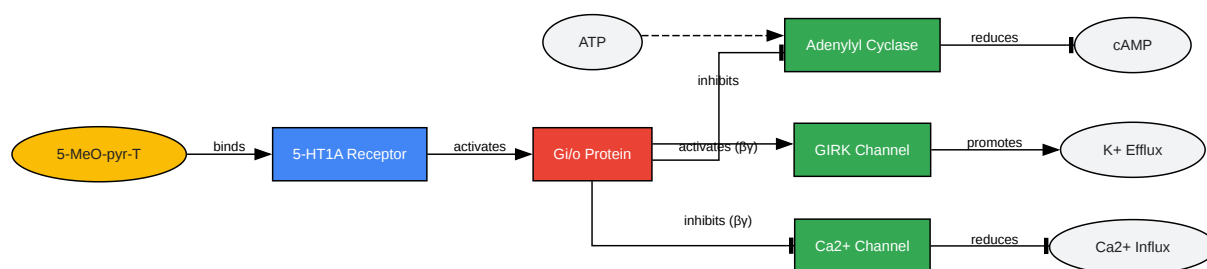 ATP
Adenylyl Cyclase
reduces
cAMP
inhibits
5-MeO-pyr-T
binds
5-HT1A Receptor
activates
Gi/o Protein
activates (βγ)
GIRK Channel
promotes
K+ Efflux
inhibits (βγ)
Ca2+ Channel
reduces
Ca2+ Influx